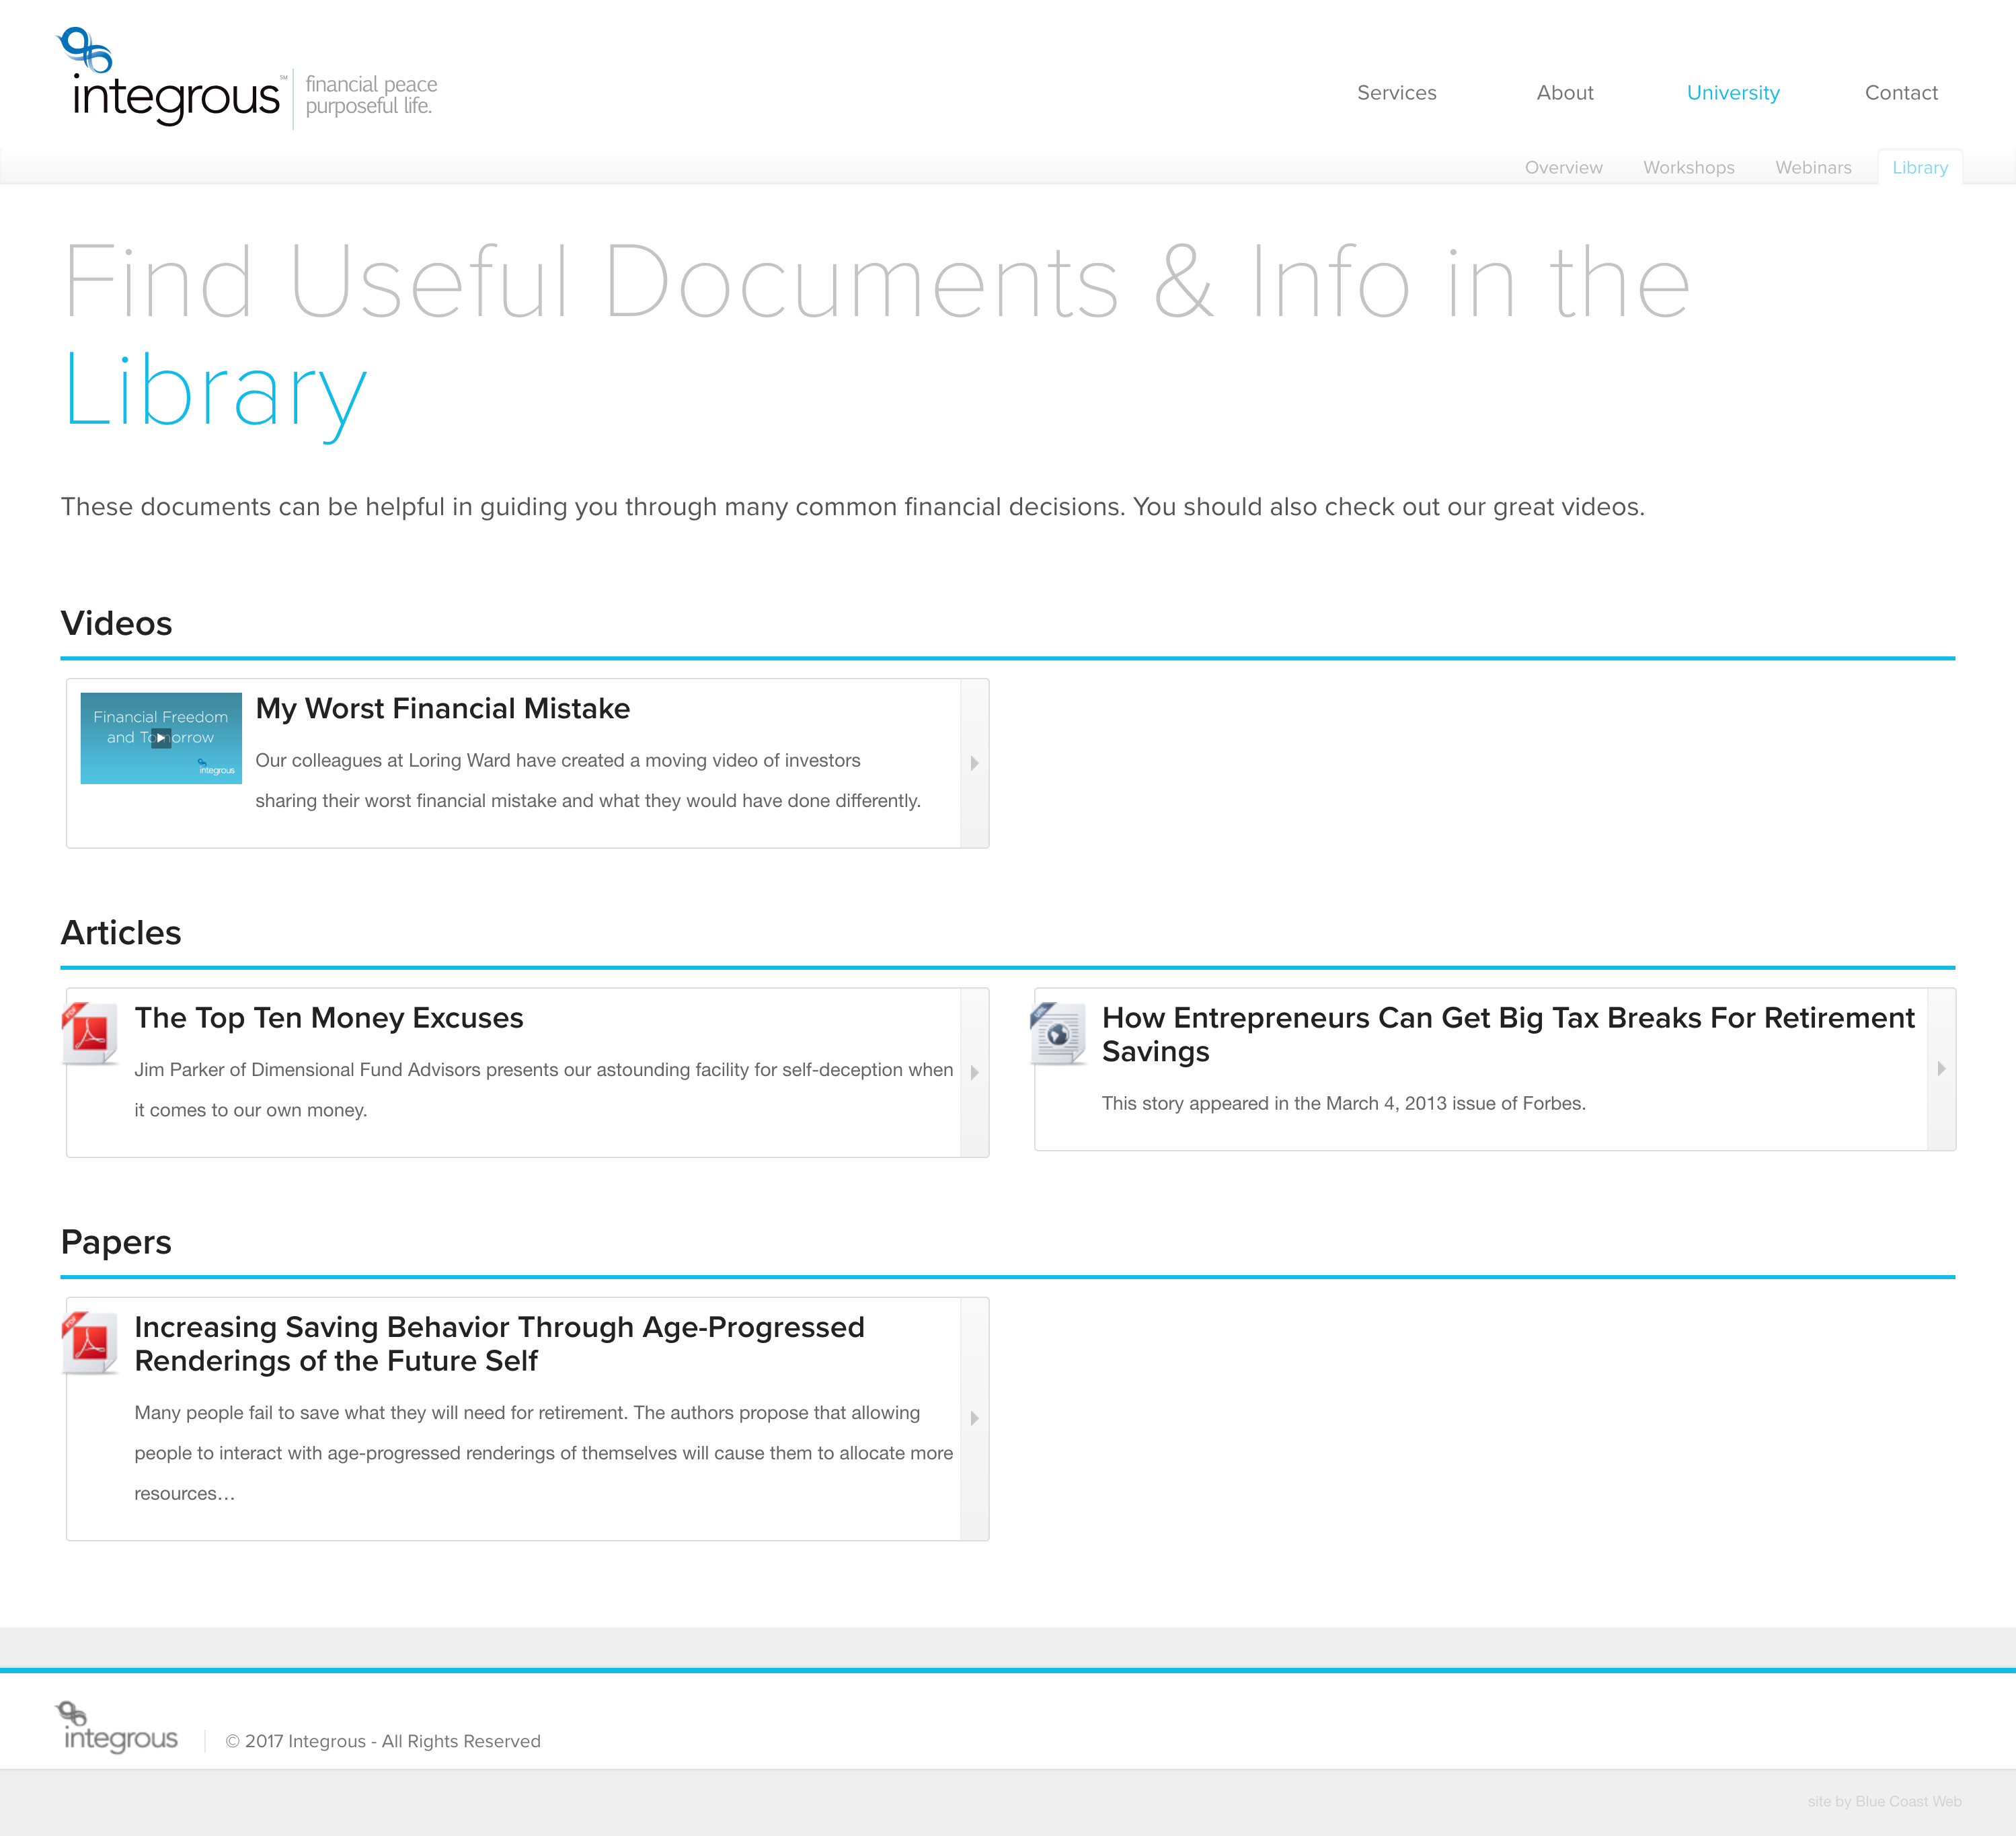 integrous℠
financial peace
purposeful life.
Services About University Contact
Overview Workshops Webinars Library
Find Useful Documents & Info in the
Library
These documents can be helpful in guiding you through many common financial decisions. You should also check out our great videos.
Videos
Financial Freedom
and Tomorrow
integrous
My Worst Financial Mistake
Our colleagues at Loring Ward have created a moving video of investors
sharing their worst financial mistake and what they would have done differently.
Articles
PDF
The Top Ten Money Excuses
Jim Parker of Dimensional Fund Advisors presents our astounding facility for self-deception when
it comes to our own money.
How Entrepreneurs Can Get Big Tax Breaks For Retirement
Savings
This story appeared in the March 4, 2013 issue of Forbes.
Papers
PDF
Increasing Saving Behavior Through Age-Progressed
Renderings of the Future Self
Many people fail to save what they will need for retirement. The authors propose that allowing
people to interact with age-progressed renderings of themselves will cause them to allocate more
resources…
integrous
© 2017 Integrous - All Rights Reserved
site by Blue Coast Web